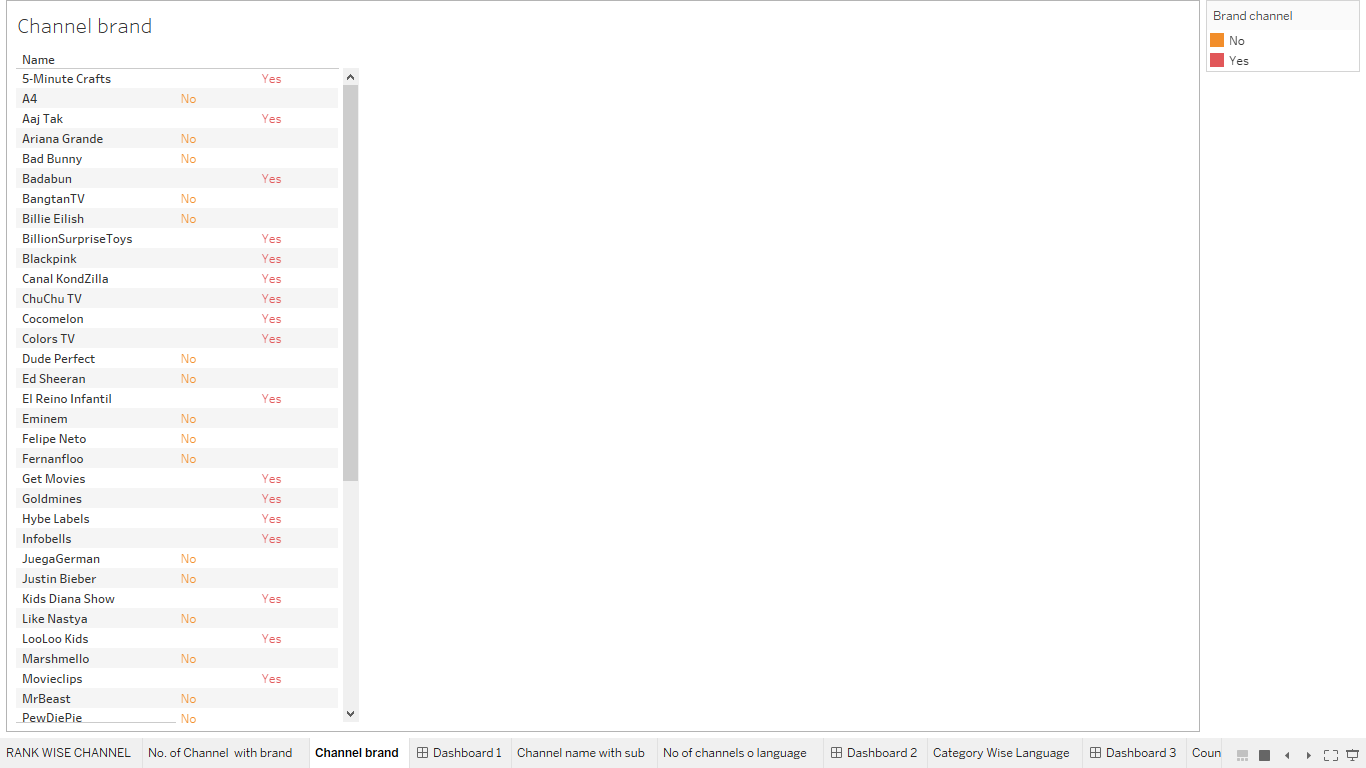 Channel brand
Name
5-Minute Crafts Yes
A4 No
Aaj Tak Yes
Ariana Grande No
Bad Bunny No
Badabun Yes
BangtanTV No
Billie Eilish No
BillionSurpriseToys Yes
Blackpink Yes
Canal KondZilla Yes
ChuChu TV Yes
Cocomelon Yes
Colors TV Yes
Dude Perfect No
Ed Sheeran No
El Reino Infantil Yes
Eminem No
Felipe Neto No
Fernanfloo No
Get Movies Yes
Goldmines Yes
Hybe Labels Yes
Infobells Yes
JuegaGerman No
Justin Bieber No
Kids Diana Show Yes
Like Nastya No
LooLoo Kids Yes
Marshmello No
Movieclips Yes
MrBeast No
PewDiePie No
Brand channel
No
Yes
RANK WISE CHANNEL No. of Channel with brand Channel brand Dashboard 1 Channel name with sub No of channels o language Dashboard 2 Category Wise Language Dashboard 3 Coun